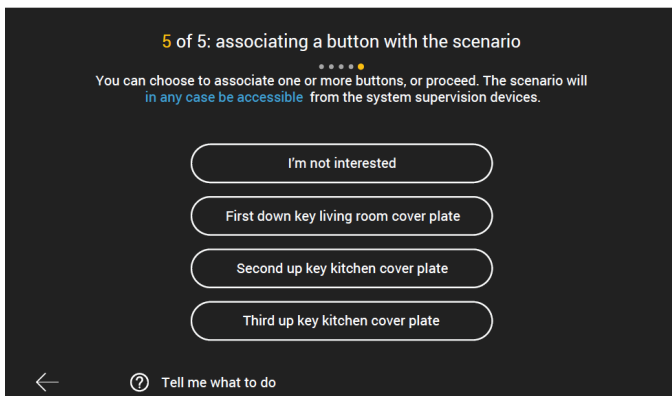 5 of 5: associating a button with the scenario
You can choose to associate one or more buttons, or proceed. The scenario will
in any case be accessible from the system supervision devices.
I'm not interested
First down key living room cover plate
Second up key kitchen cover plate
Third up key kitchen cover plate
Tell me what to do